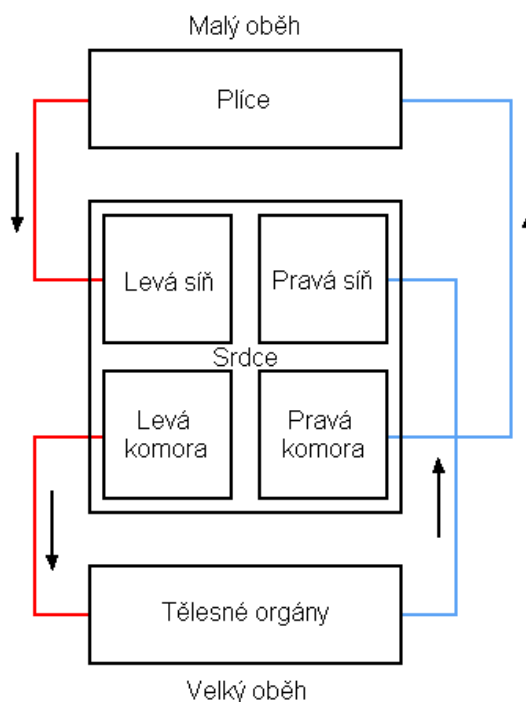 Malý oběh
Plíce
Levá síň
Pravá síň
Srdce
Levá
komora
Pravá
komora
Tělesné orgány
Velký oběh